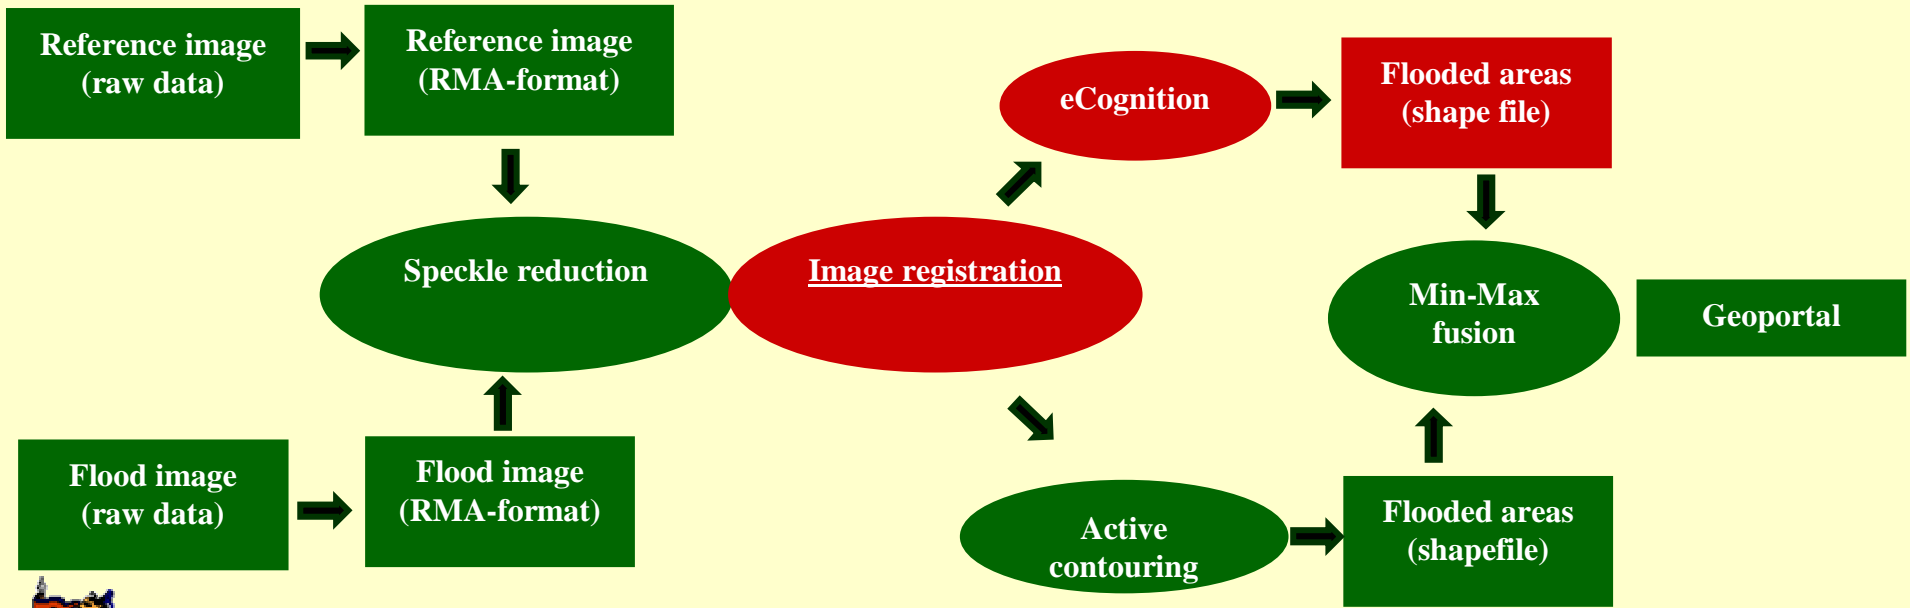 Reference image
(raw data)
Reference image
(RMA-format)
eCognition
Flooded areas
(shape file)
Speckle reduction
Image registration
Min-Max
fusion
Geoportal
Flood image
(raw data)
Flood image
(RMA-format)
Active
contouring
Flooded areas
(shapefile)